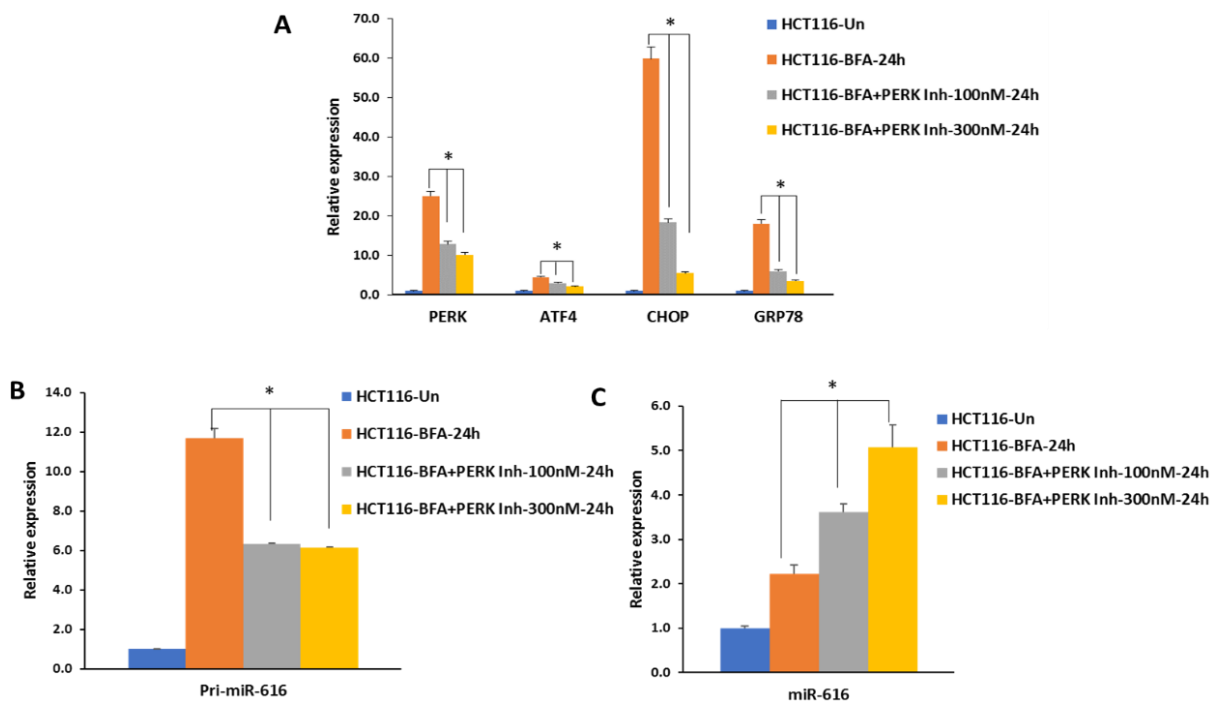 A
70.0
60.0
50.0
40.0
30.0
20.0
10.0
0.0
Relative expression
*
*
*
*
PERK
ATF4
CHOP
GRP78
HCT116-Un
HCT116-BFA-24h
HCT116-BFA+PERK Inh-100nM-24h
HCT116-BFA+PERK Inh-300nM-24h
B
14.0
12.0
10.0
8.0
6.0
4.0
2.0
0.0
Relative expression
*
Pri-miR-616
HCT116-Un
HCT116-BFA-24h
HCT116-BFA+PERK Inh-100nM-24h
HCT116-BFA+PERK Inh-300nM-24h
C
6.0
5.0
4.0
3.0
2.0
1.0
0.0
Relative expression
*
miR-616
HCT116-Un
HCT116-BFA-24h
HCT116-BFA+PERK Inh-100nM-24h
HCT116-BFA+PERK Inh-300nM-24h